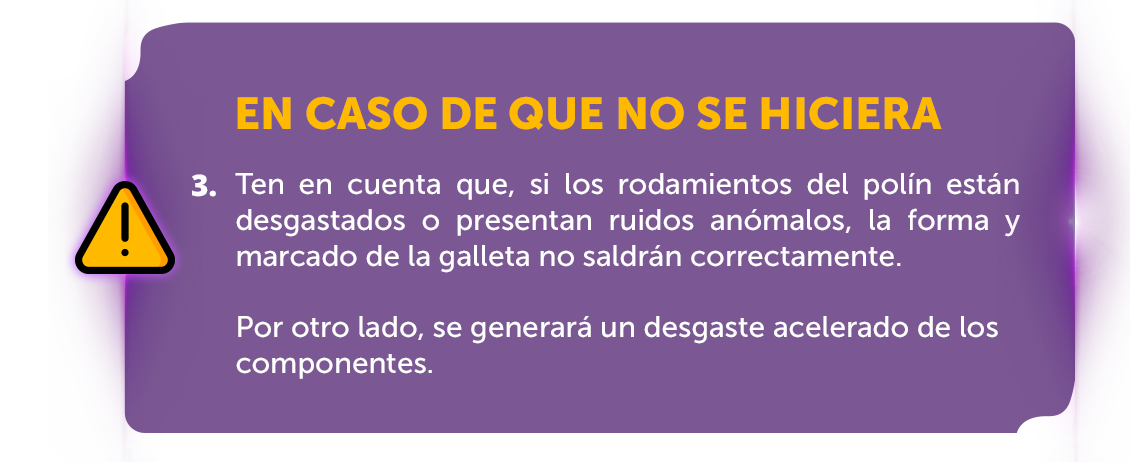 EN CASO DE QUE NO SE HICIERA
3. Ten en cuenta que, si los rodamientos del polín están
desgastados o presentan ruidos anómalos, la forma y
marcado de la galleta no saldrán correctamente.
Por otro lado, se generará un desgaste acelerado de los
componentes.